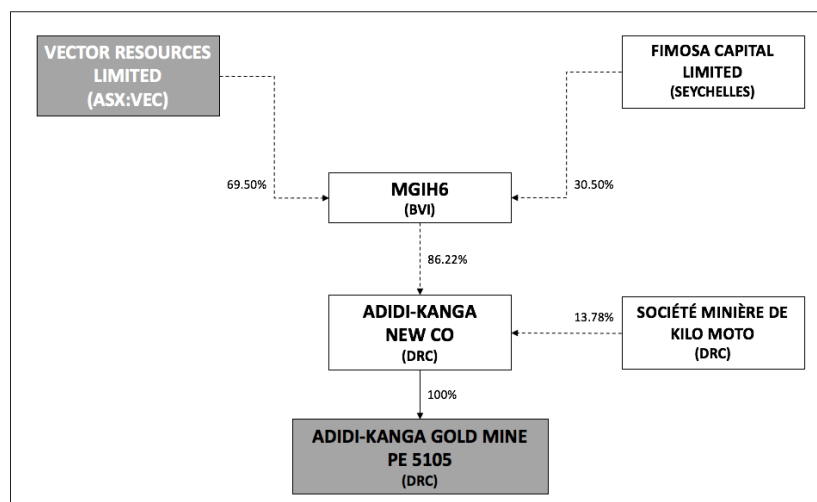 VECTOR RESOURCES
LIMITED
(ASX:VEC)
FIMOSA CAPITAL
LIMITED
(SEYCHELLES)
69.50%
MGIH6
(BVI)
30.50%
86.22%
ADIDI-KANGA
NEW CO
(DRC)
13.78%
SOCIÉTÉ MINIÈRE DE
KILO MOTO
(DRC)
100%
ADIDI-KANGA GOLD MINE
PE 5105
(DRC)